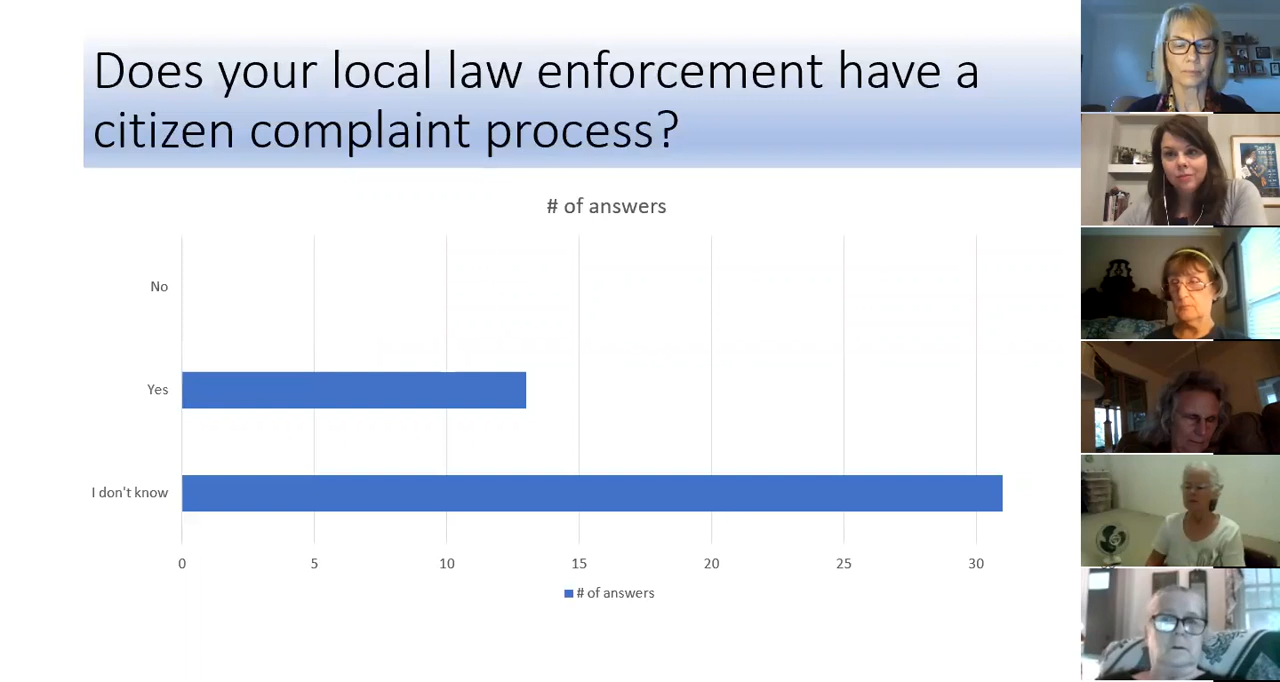 Does your local law enforcement have a
citizen complaint process?
# of answers
No
Yes
I don't know
0 5 10 15 20 25 30
# of answers